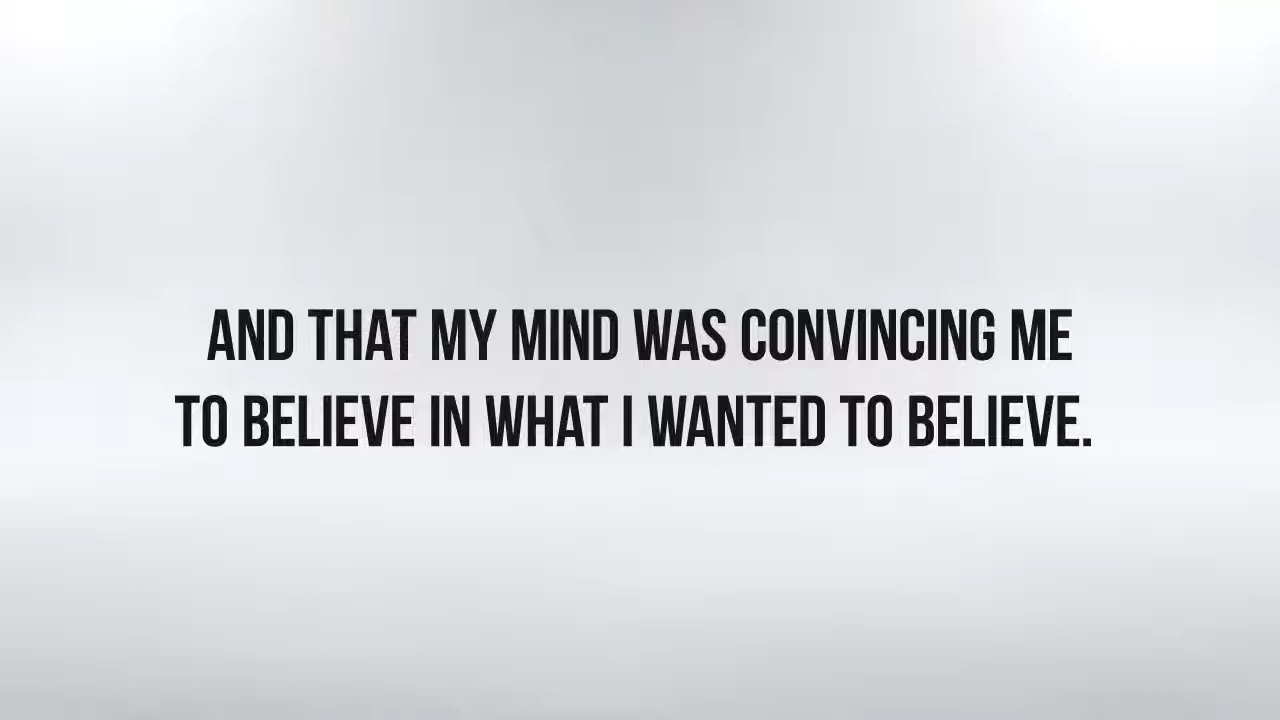 AND THAT MY MIND WAS CONVINCING ME
TO BELIEVE IN WHAT I WANTED TO BELIEVE.